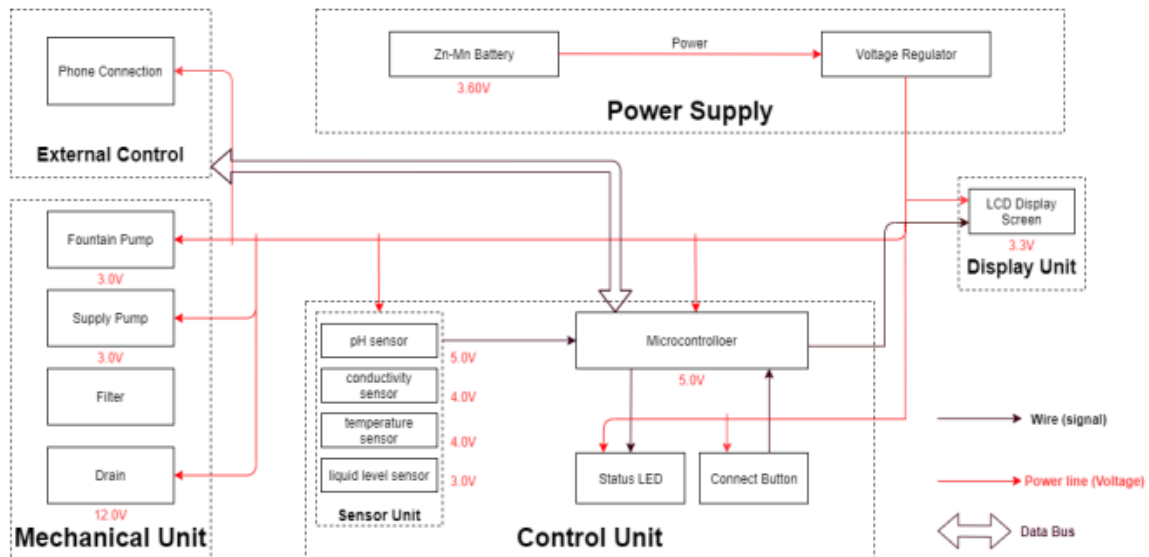 Phone Connection
External Control
Zn-Mn Battery
3.60V
Power
Voltage Regulator
Power Supply
Fountain Pump
3.0V
Supply Pump
3.0V
Filter
Drain
12.0V
Mechanical Unit
LCD Display
Screen
3.3V
Display Unit
pH sensor
5.0V
conductivity
sensor
4.0V
temperature
sensor
4.0V
liquid level sensor
3.0V
Sensor Unit
Microcontrolloer
5.0V
Status LED
Connect Button
Control Unit
Wire (signal)
Power line (Voltage)
Data Bus